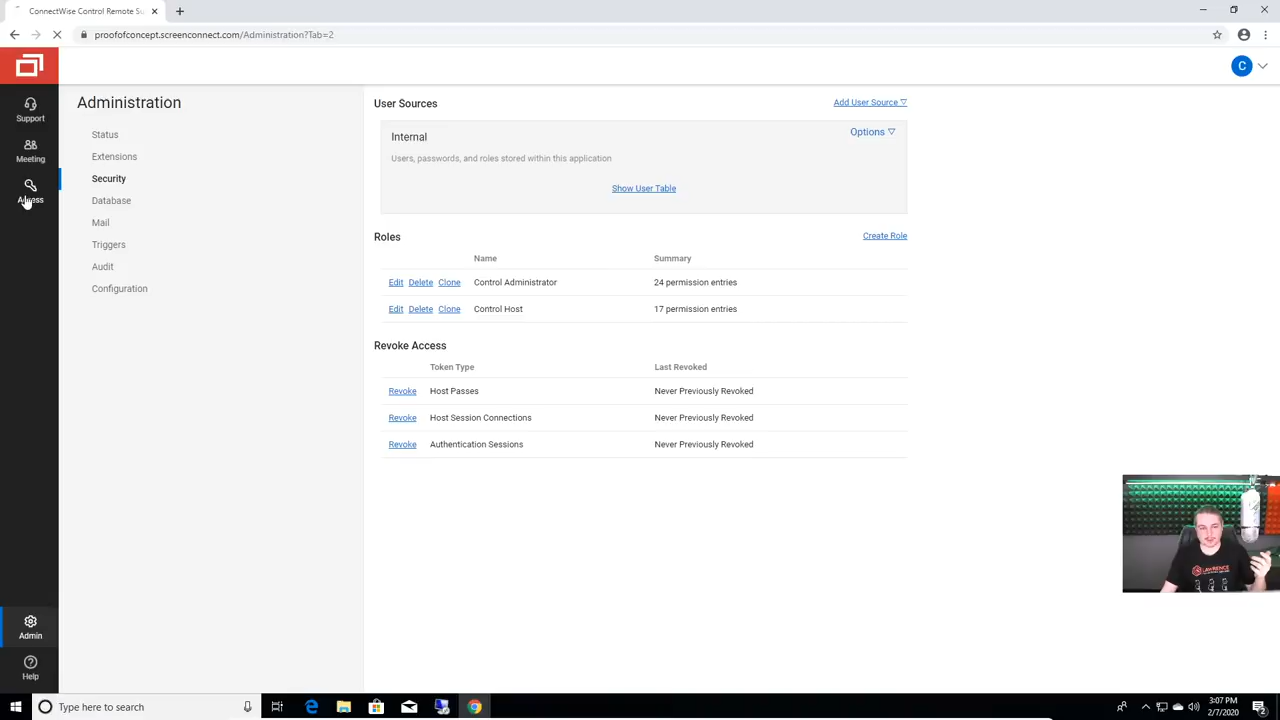 ConnectWise Control Remote Su
proofofconcept.screenconnect.com/Administration?Tab=2
C
Support
Meeting
Access
Admin
Help
Administration
Status
Extensions
Security
Database
Mail
Triggers
Audit
Configuration
User Sources
Add User Source ▽
Internal
Options ▽
Users, passwords, and roles stored within this application
Show User Table
Roles
Create Role
Name Summary
Edit Delete Clone Control Administrator 24 permission entries
Edit Delete Clone Control Host 17 permission entries
Revoke Access
Token Type Last Revoked
Revoke Host Passes Never Previously Revoked
Revoke Host Session Connections Never Previously Revoked
Revoke Authentication Sessions Never Previously Revoked
LAWRENCE
Type here to search
3:07 PM
2/7/2020
2